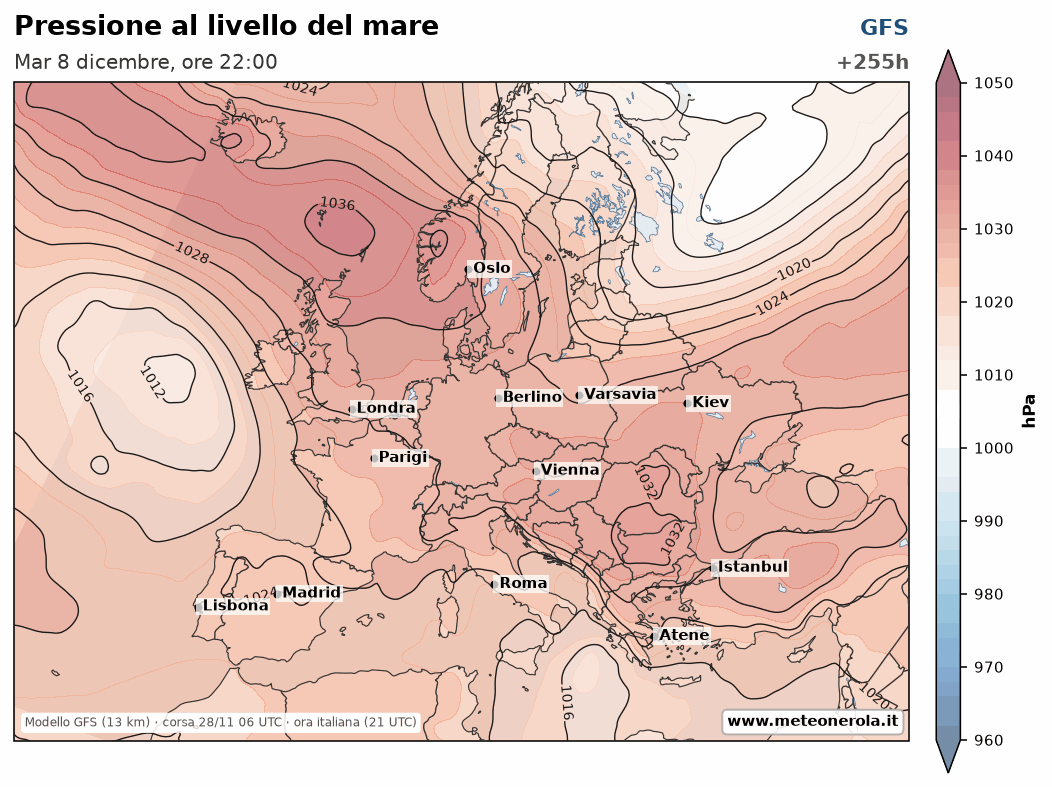 Pressione al livello del mare
GFS
Mar 8 dicembre, ore 22:00
+255h
1024
1036
1028
Oslo
1020
1024
1016
1012
Londra
Berlino
Varsavia
Kiev
Parigi
Vienna
1032
1032
Istanbul
Roma
Madrid
1024
Lisbona
Atene
1016
1020
Modello GFS (13 km) · corsa 28/11 06 UTC · ora italiana (21 UTC)
www.meteonerola.it
1050
1040
1030
1020
1010
1000
990
980
970
960
hPa